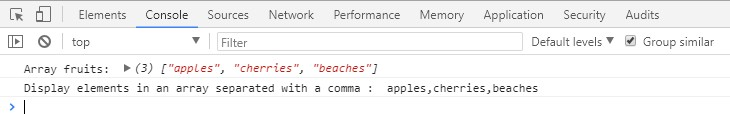 Elements Console Sources Network Performance Memory Application Security Audits
top Filter Default levels Group similar
Array fruits: (3) ["apples", "cherries", "beaches"]
Display elements in an array separated with a comma : apples,cherries,beaches